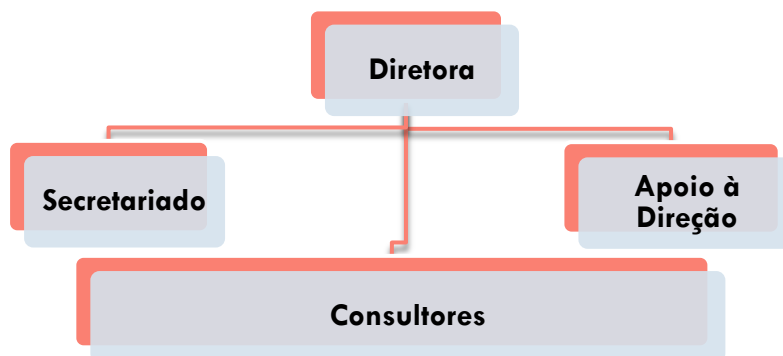 Diretora
Secretariado
Apoio à
Direção
Consultores